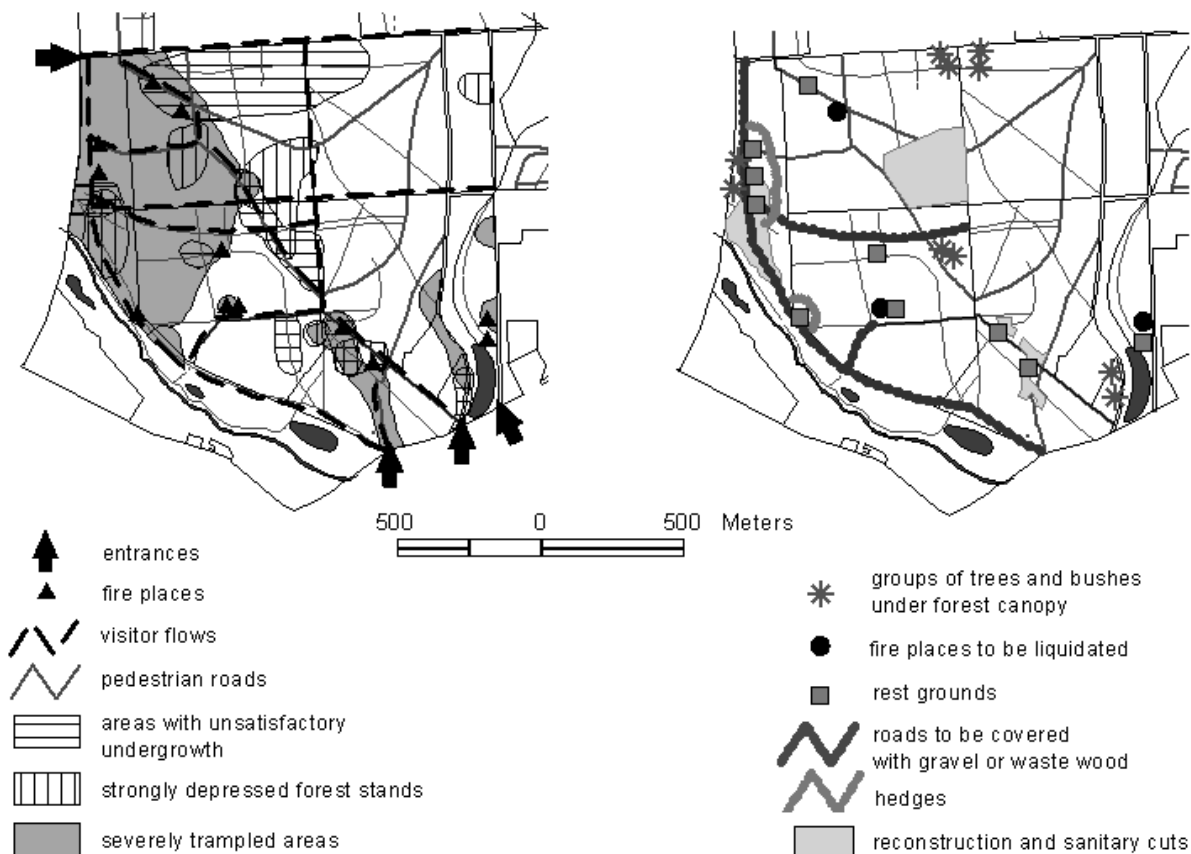 500 0 500 Meters
entrances
fire places
visitor flows
pedestrian roads
areas with unsatisfactory
undergrowth
strongly depressed forest stands
severely trampled areas
groups of trees and bushes
under forest canopy
fire places to be liquidated
rest grounds
roads to be covered
with gravel or waste wood
hedges
reconstruction and sanitary cuts